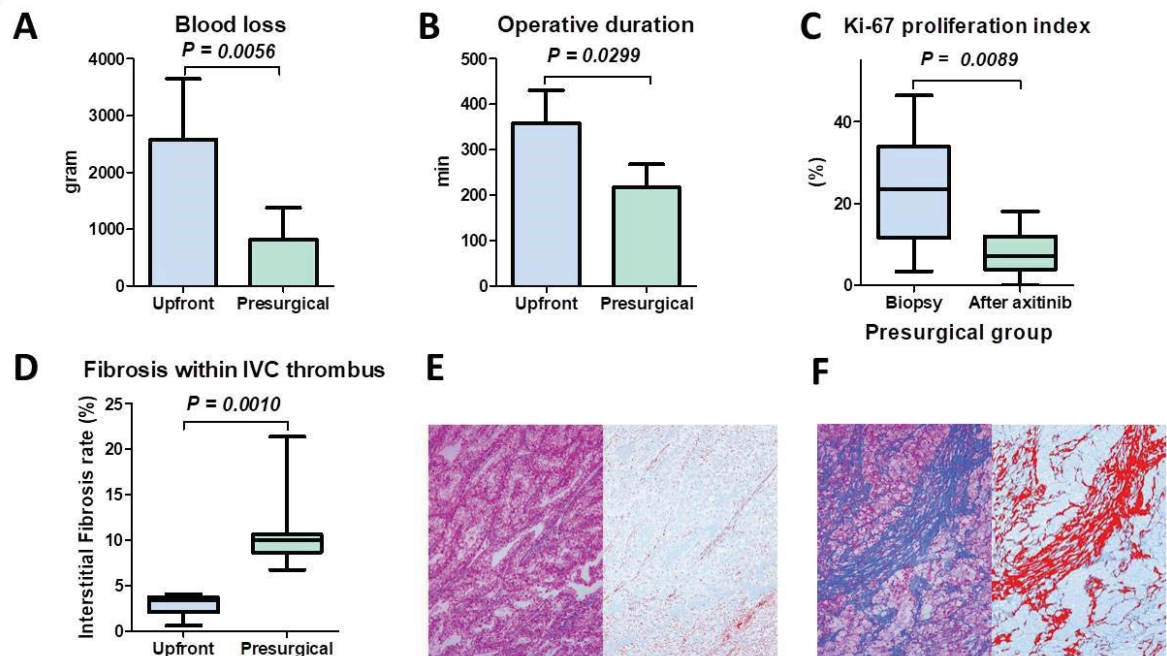 A
Blood loss
P = 0.0056
4000
3000
2000
1000
0
gram
Upfront
Presurgical
B
Operative duration
P = 0.0299
500
400
300
200
100
0
min
Upfront
Presurgical
C
Ki-67 proliferation index
P = 0.0089
40
20
0
(%)
Biopsy
After axitinib
Presurgical group
D
Fibrosis within IVC thrombus
P = 0.0010
25
20
15
10
5
0
Interstitial Fibrosis rate (%)
Upfront
Presurgical
E
F